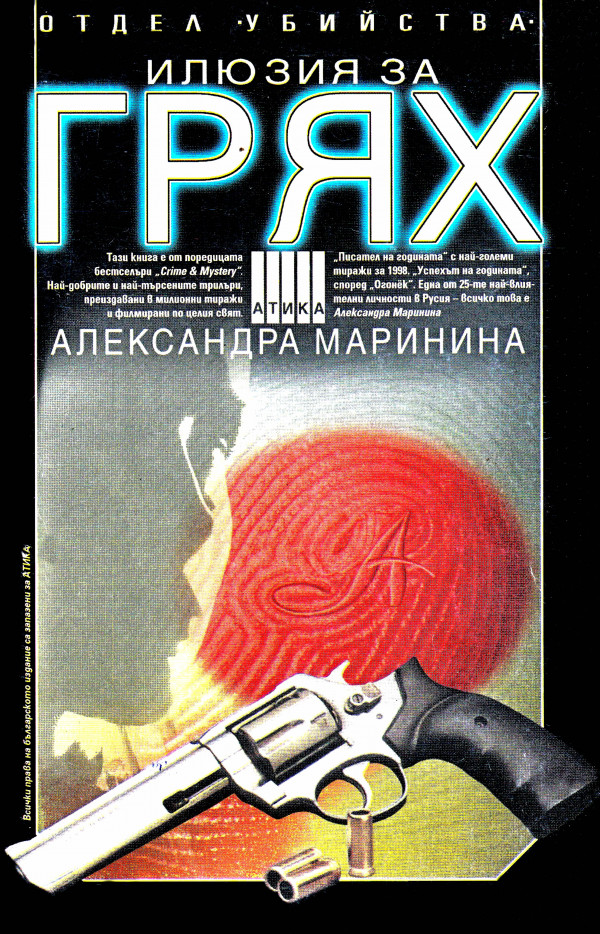 ОТДЕЛ ·УБИЙСТВА·
ИЛЮЗИЯ ЗА
ГРЯХ
Тази книга е от поредицата
бестселъри „Crime & Mystery“.
Най-добрите и най-търсените трилъри,
преиздавани в милионни тиражи
и филмирани по целия свят.
АТИКА
„Писател на годината“ с най-големи
тиражи за 1998. „Успехът на годината“,
според „Огонёк“. Една от 25-те най-влия-
телни личности в Русия – всичко това е
Александра Маринина
АЛЕКСАНДРА МАРИНИНА
Всички права на българското издание са запазени за АТИКА